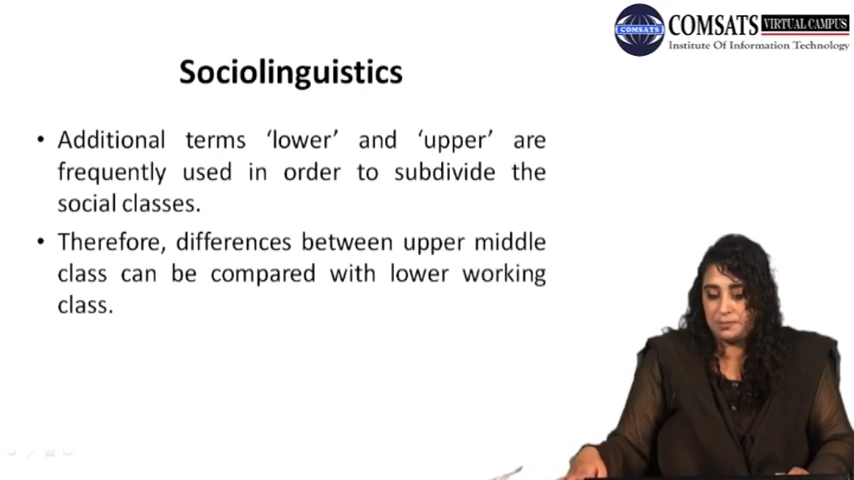 COMSATS VIRTUAL CAMPUS
COMSATS
Institute Of Information Technology
Sociolinguistics
• Additional terms ‘lower’ and ‘upper’ are
frequently used in order to subdivide the
social classes.
• Therefore, differences between upper middle
class can be compared with lower working
class.